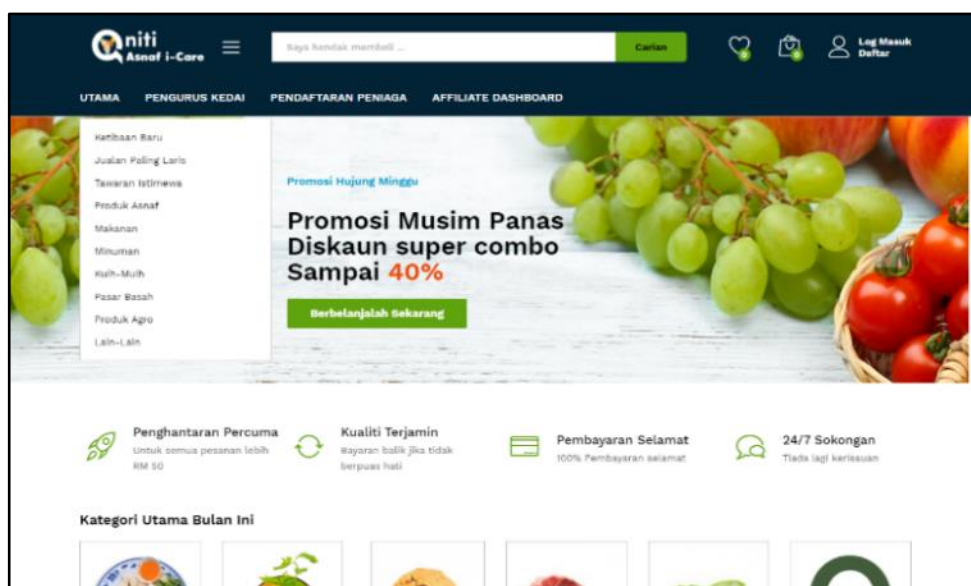 Qniti
Asnaf i-Care
Saya hendak membeli ...
Carian
0
0
Log Masuk
Daftar
UTAMA PENGURUS KEDAI PENDAFTARAN PENIAGA AFFILIATE DASHBOARD
Ketibaan Baru
Jualan Paling Laris
Tawaran Istimewa
Produk Asnaf
Makanan
Minuman
Kuih-Muih
Pasar Basah
Produk Agro
Lain-Lain
Promosi Hujung Minggu
Promosi Musim Panas
Diskaun super combo
Sampai 40%
Berbelanjalah Sekarang
Penghantaran Percuma
Untuk semua pesanan lebih
RM 50
Kualiti Terjamin
Bayaran balik jika tidak
berpuas hati
Pembayaran Selamat
100% Pembayaran selamat
24/7 Sokongan
Tiada lagi kerisauan
Kategori Utama Bulan Ini